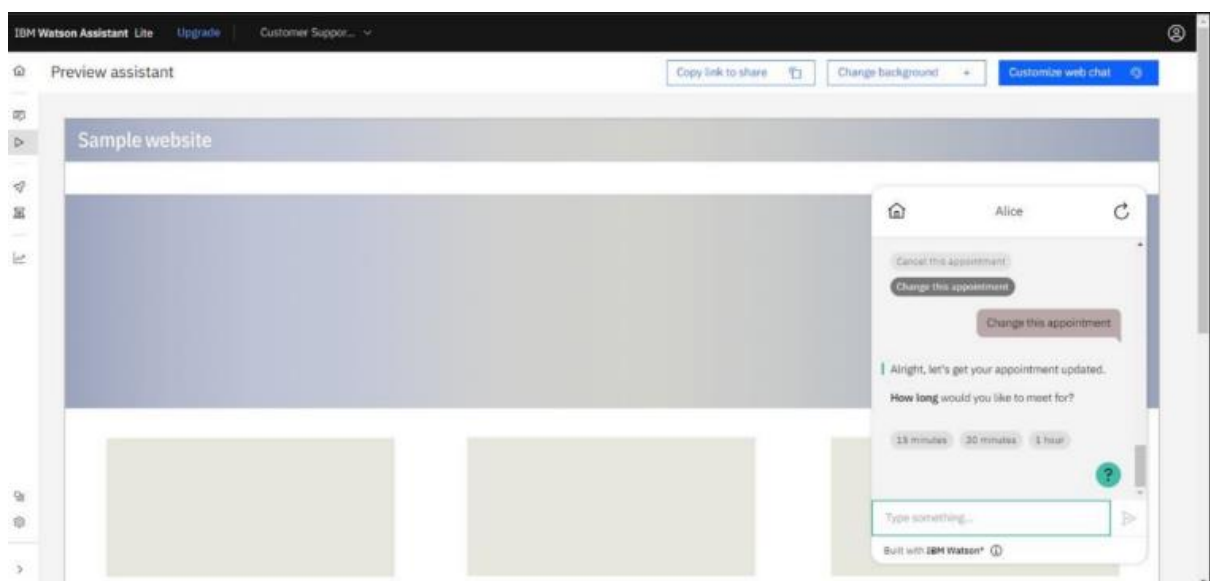 IBM Watson Assistant Lite Upgrade Customer Suppor...
Preview assistant Copy link to share Change background Customize web chat
Sample website
Alice
Cancel this appointment
Change this appointment
Change this appointment
Alright, let's get your appointment updated.
How long would you like to meet for?
15 minutes 30 minutes 1 hour
?
Type something...
Built with IBM Watson®